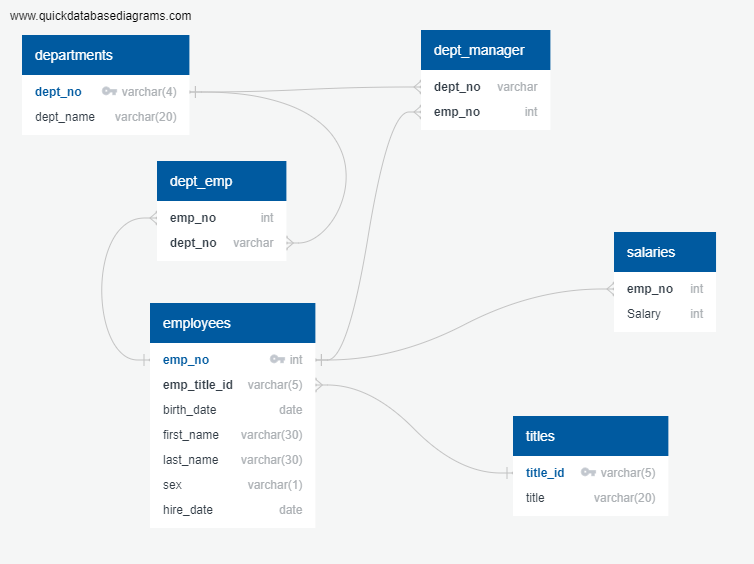 www.quickdatabasediagrams.com
departments
dept_no varchar(4)
dept_name varchar(20)
dept_manager
dept_no varchar
emp_no int
dept_emp
emp_no int
dept_no varchar
salaries
emp_no int
Salary int
employees
emp_no int
emp_title_id varchar(5)
birth_date date
first_name varchar(30)
last_name varchar(30)
sex varchar(1)
hire_date date
titles
title_id varchar(5)
title varchar(20)